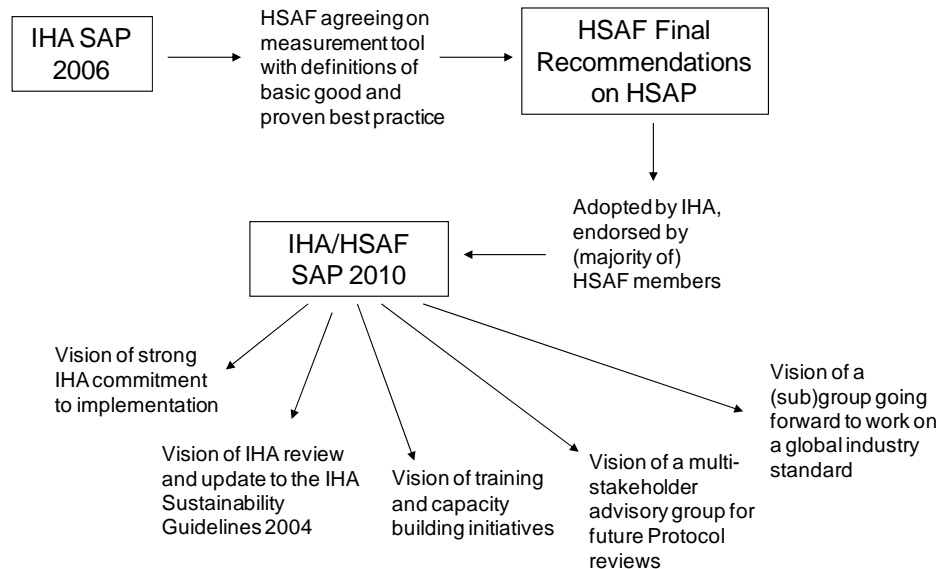 IHA SAP
2006
HSAF agreeing on
measurement tool
with definitions of
basic good and
proven best practice
HSAF Final
Recommendations
on HSAP
Adopted by IHA,
endorsed by
(majority of)
HSAF members
IHA/HSAF
SAP 2010
Vision of strong
IHA commitment
to implementation
Vision of IHA review
and update to the IHA
Sustainability
Guidelines 2004
Vision of training
and capacity
building initiatives
Vision of a multi-
stakeholder
advisory group for
future Protocol
reviews
Vision of a
(sub)group going
forward to work on
a global industry
standard